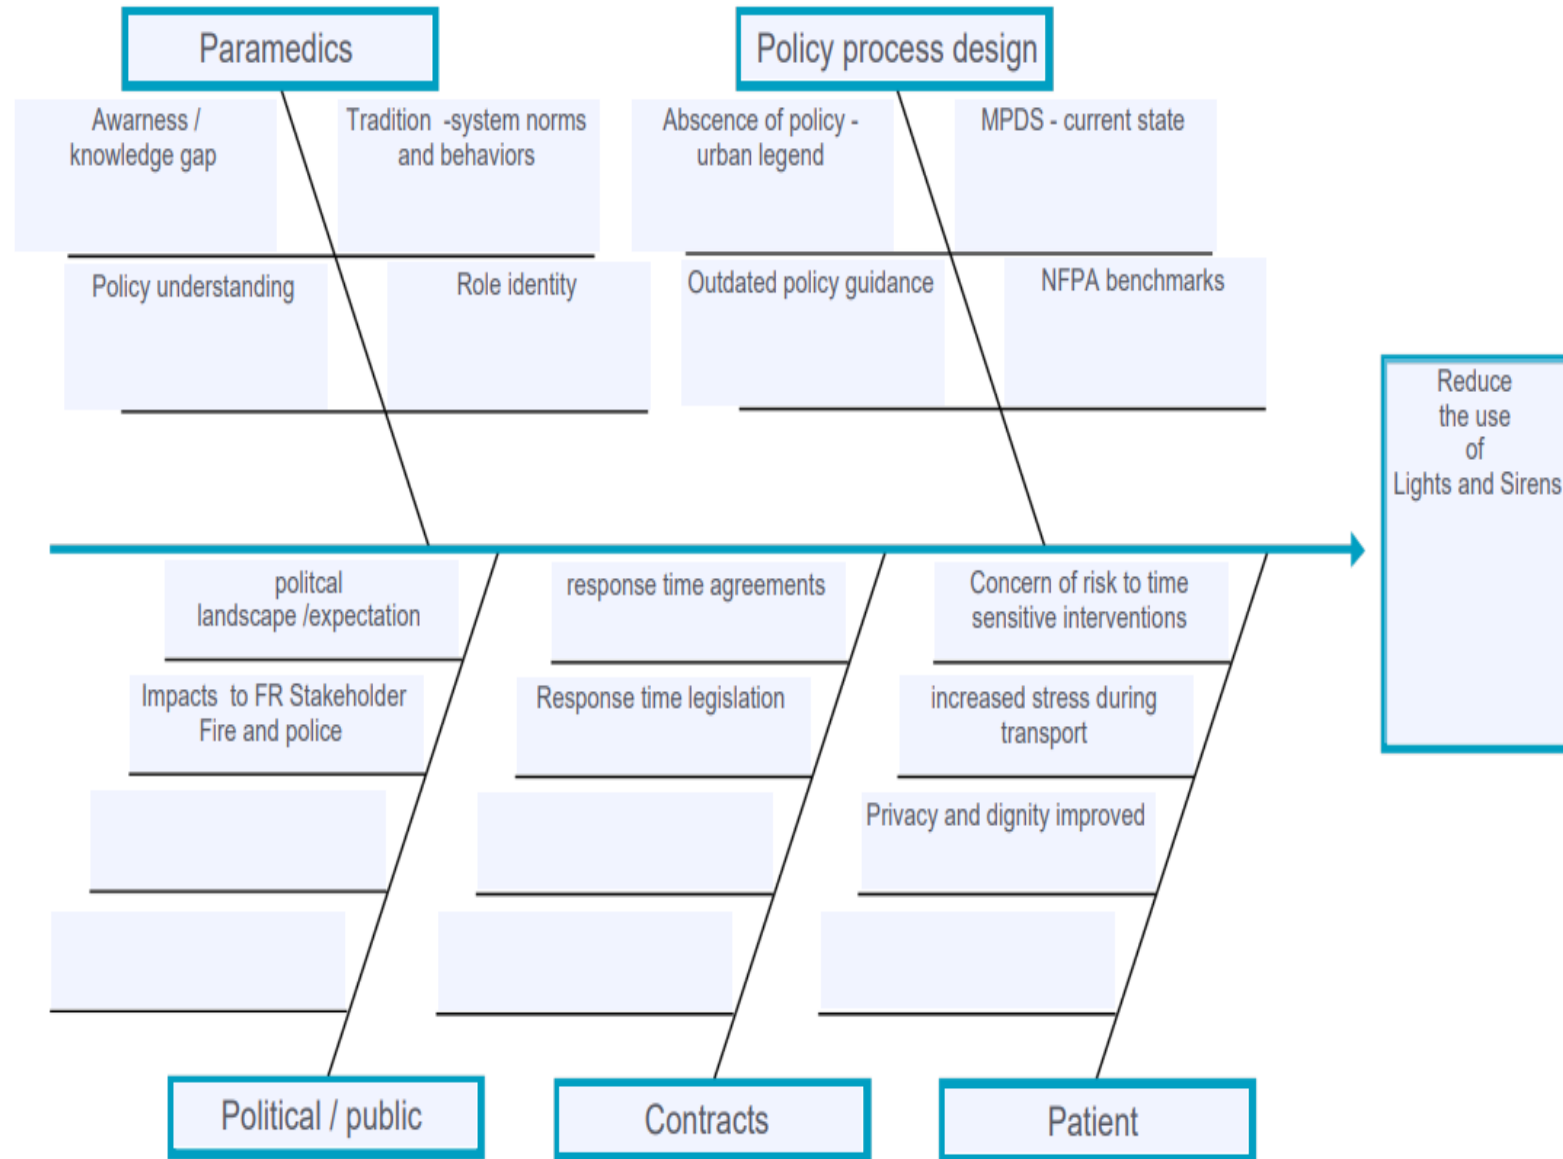 Paramedics
Policy process design
Awarness /
knowledge gap
Tradition  -system norms
and behaviors
Abscence of policy -
urban legend
MPDS - current state
Policy understanding
Role identity
Outdated policy guidance
NFPA benchmarks
Reduce
the use
of
Lights and Sirens
politcal
landscape /expectation
response time agreements
Concern of risk to time
sensitive interventions
Impacts  to FR Stakeholder
Fire and police
Response time legislation
increased stress during
transport
Privacy and dignity improved
Political / public
Contracts
Patient